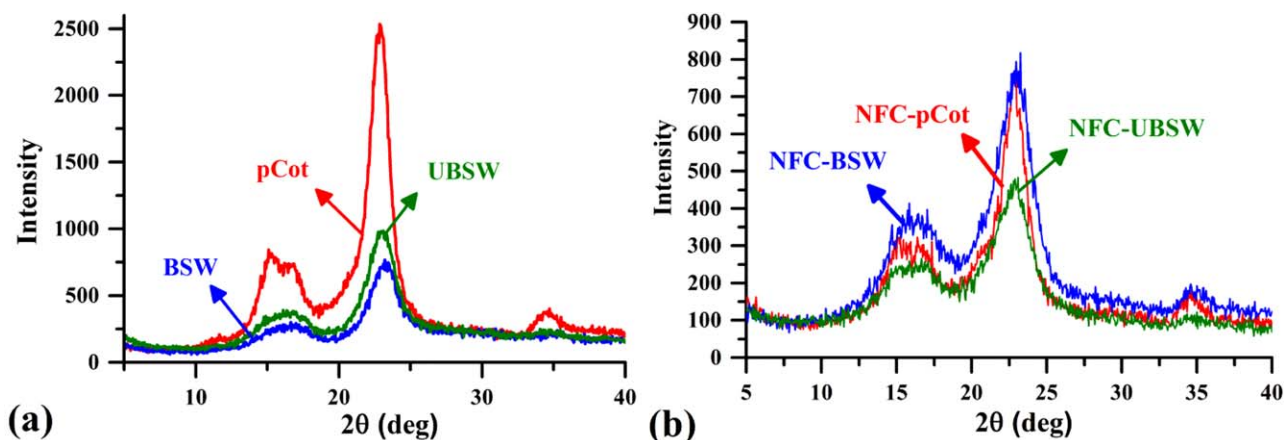 2500
2000
1500
1000
500
0
Intensity
pCot
UBSW
BSW
10 20 30 40
2θ (deg)
(a)
900
800
700
600
500
400
300
200
100
0
Intensity
NFC-pCot
NFC-UBSW
NFC-BSW
5 10 15 20 25 30 35 40
2θ (deg)
(b)